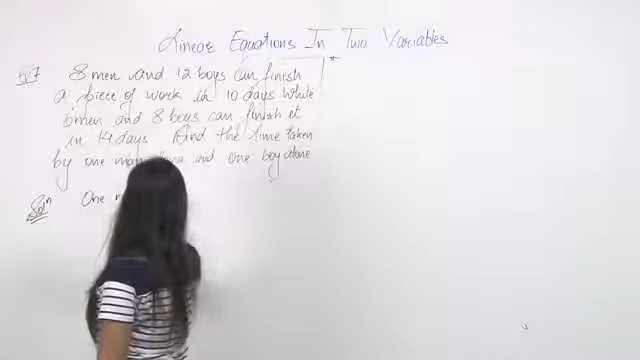 Linear Equations In Two Variables
8 men and 12 boys can finish
a piece of work in 10 days while
6 men and 8 boys can finish it
in 14 days find the time taken
by one man and one boy alone
Soln One